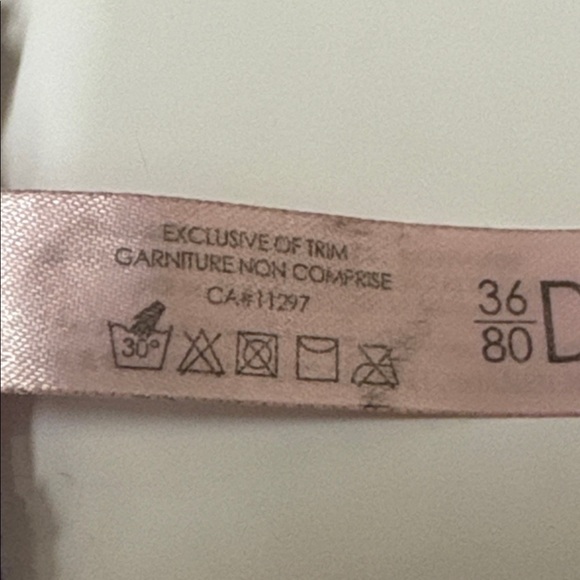 EXCLUSIVE OF TRIM
GARNITURE NON COMPRISE
CA#11297
30°
36
80
D